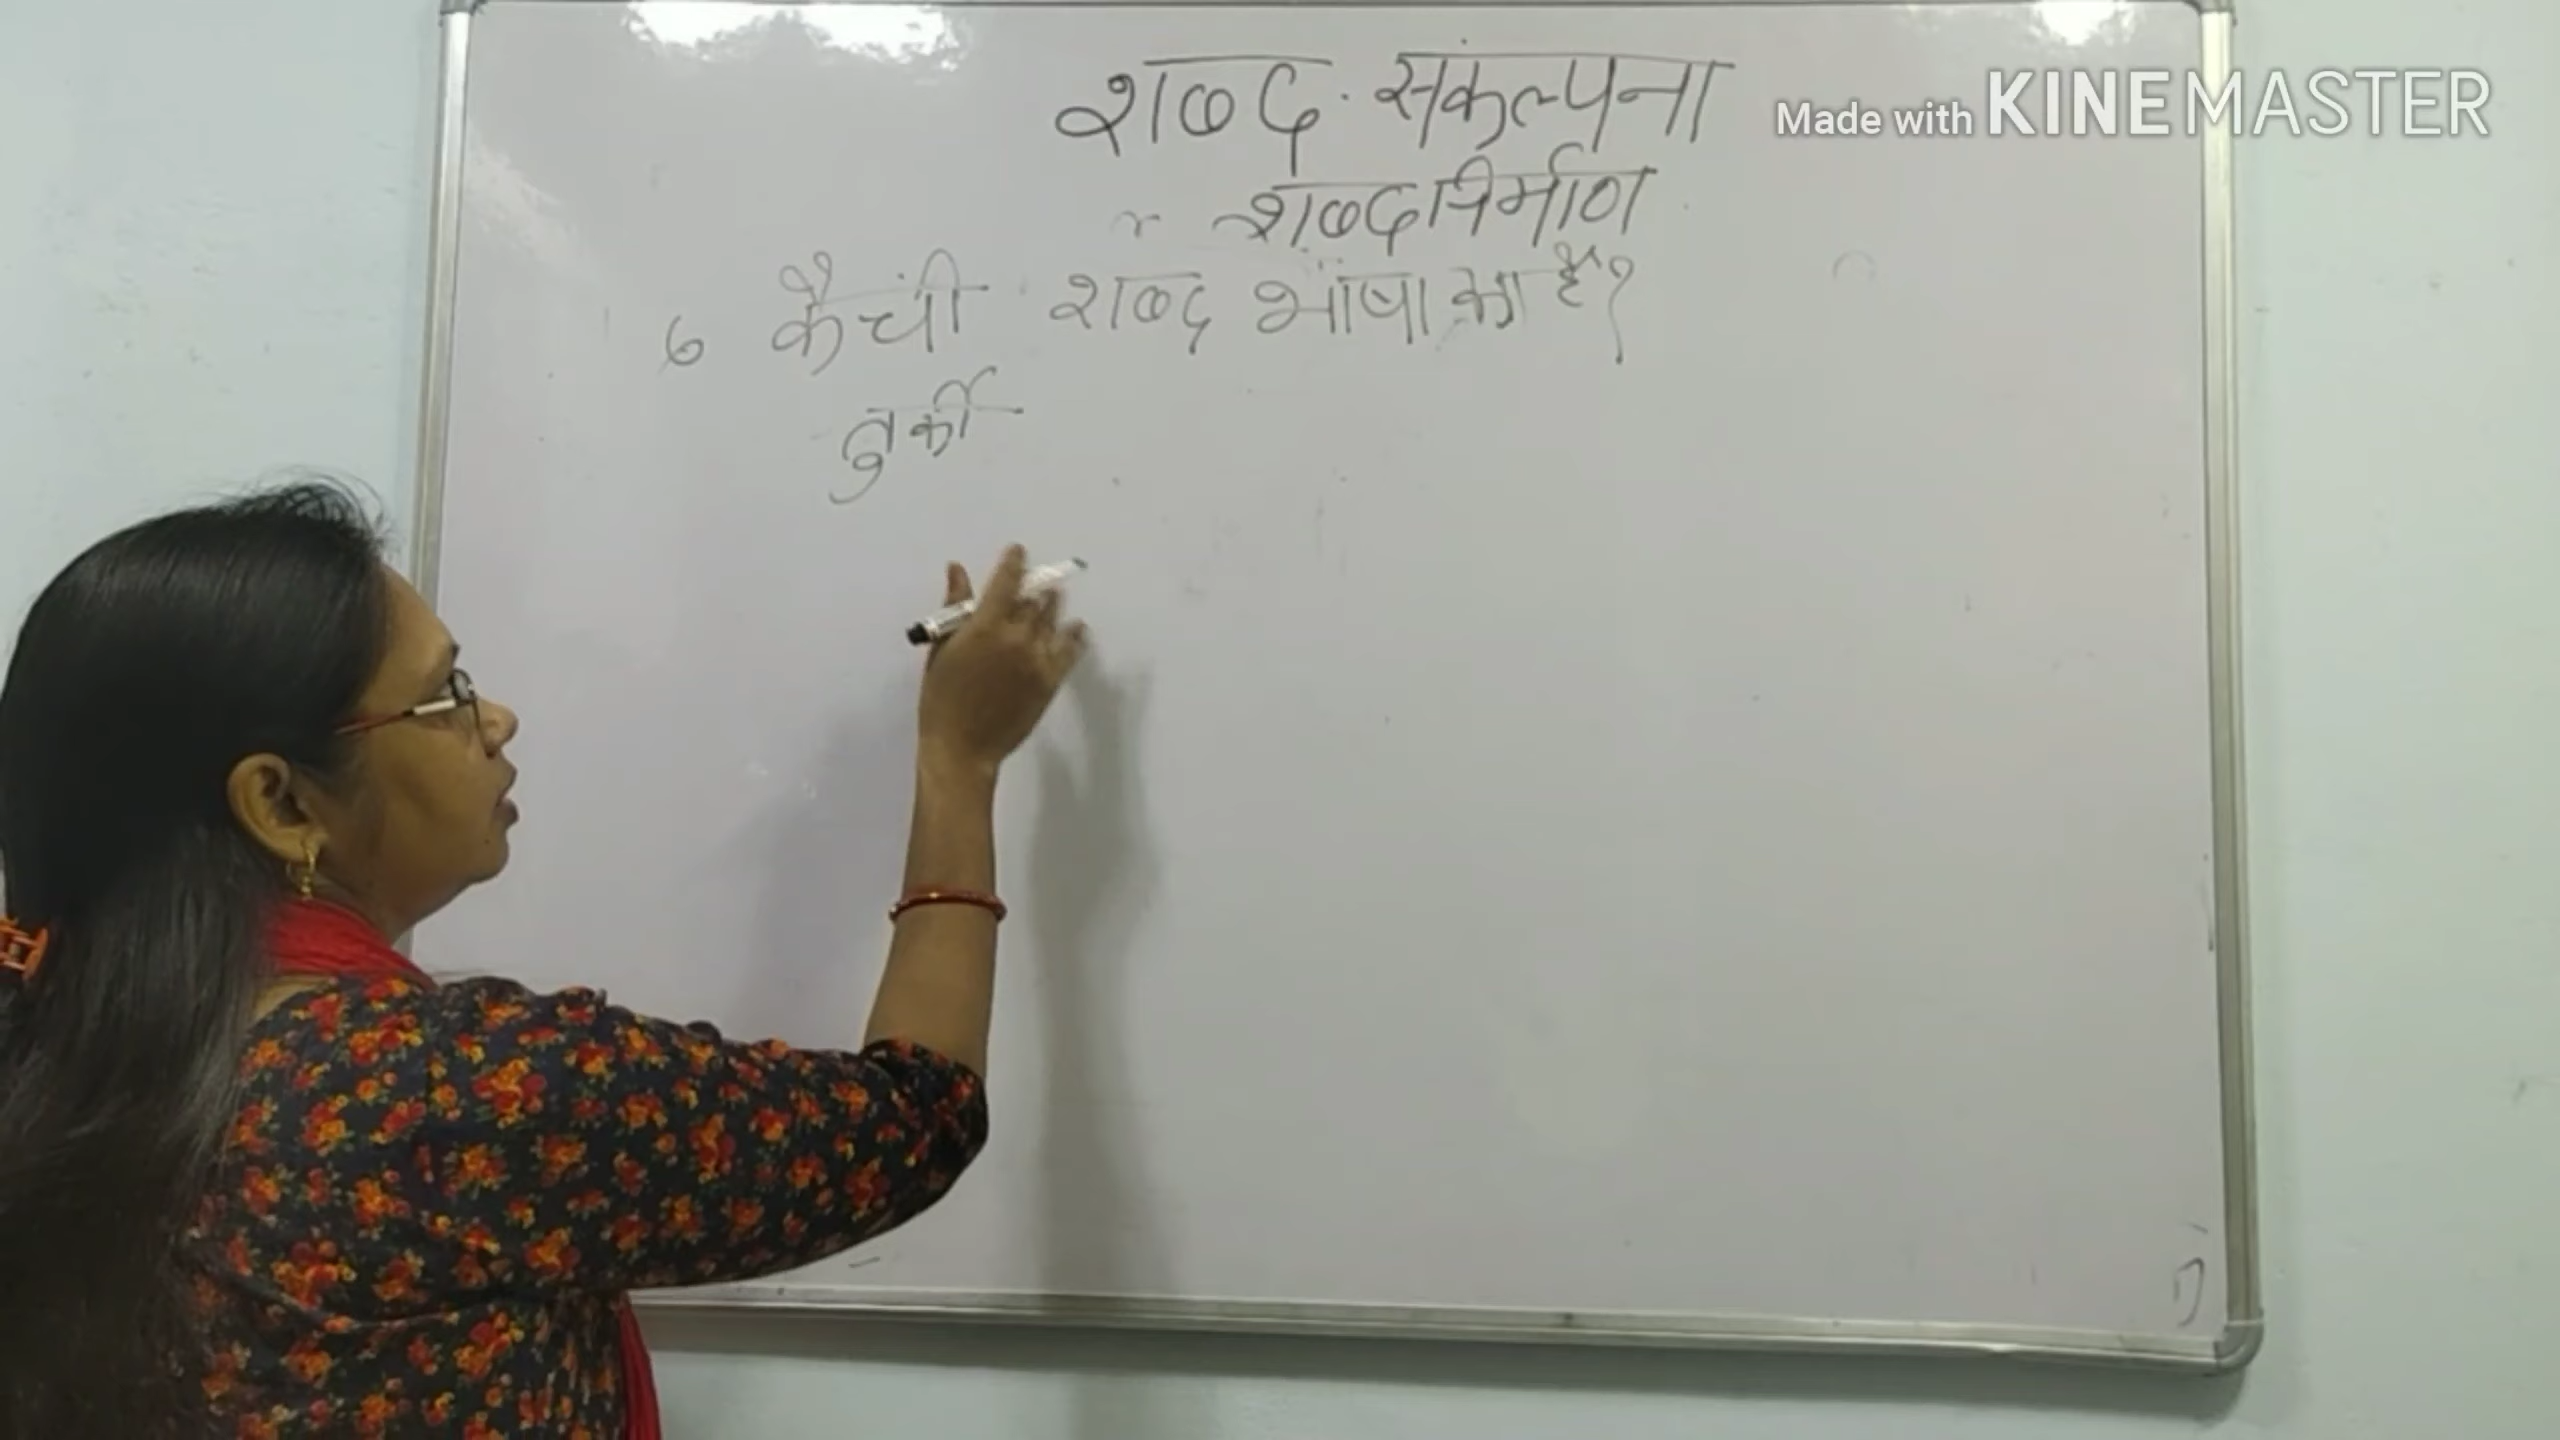 शब्द संकल्पना
Made with KINEMASTER
शब्दनिर्माण
6 कैंची शब्द भाषा का है?
तुर्की